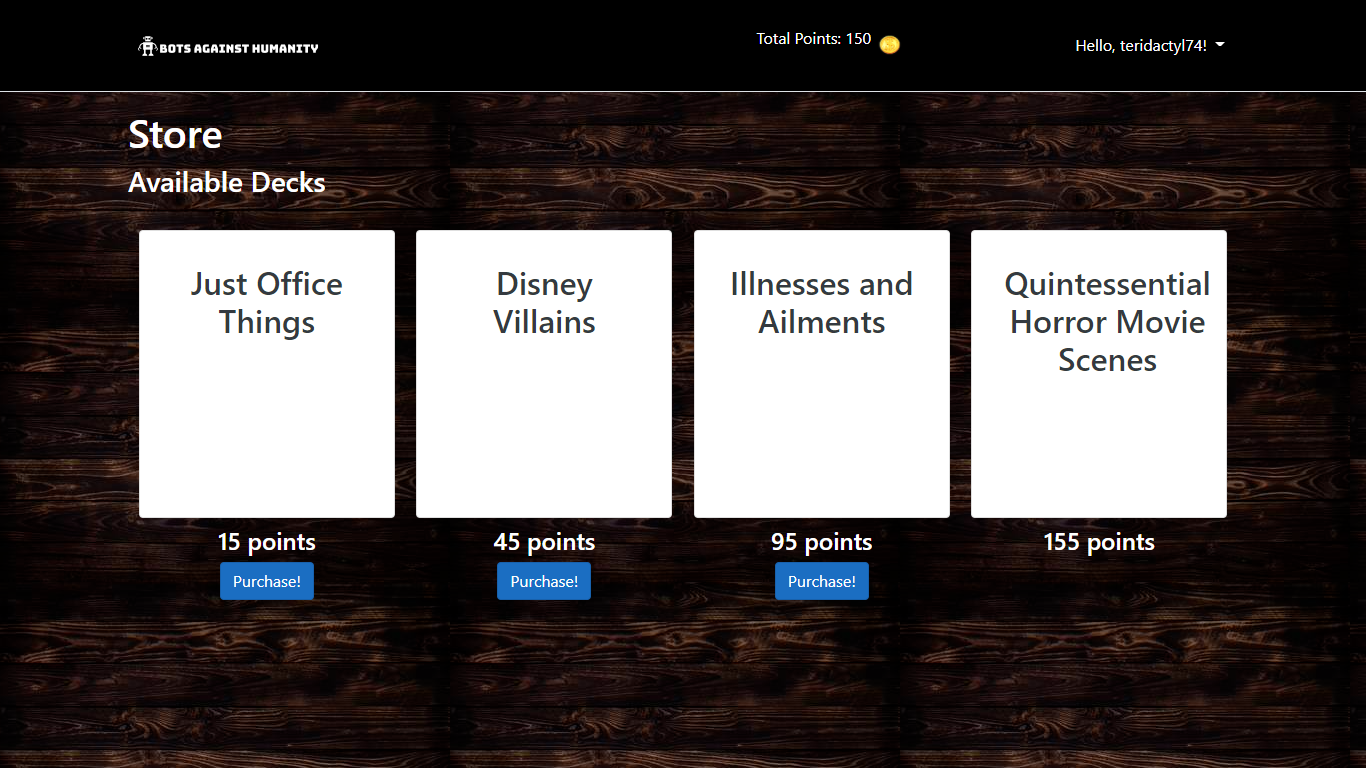 BOTS AGAINST HUMANITY
Total Points: 150
Hello, teridactyl74!
Store
Available Decks
Just Office
Things
Disney
Villains
Illnesses and
Ailments
Quintessential
Horror Movie
Scenes
15 points
45 points
95 points
155 points
Purchase!
Purchase!
Purchase!